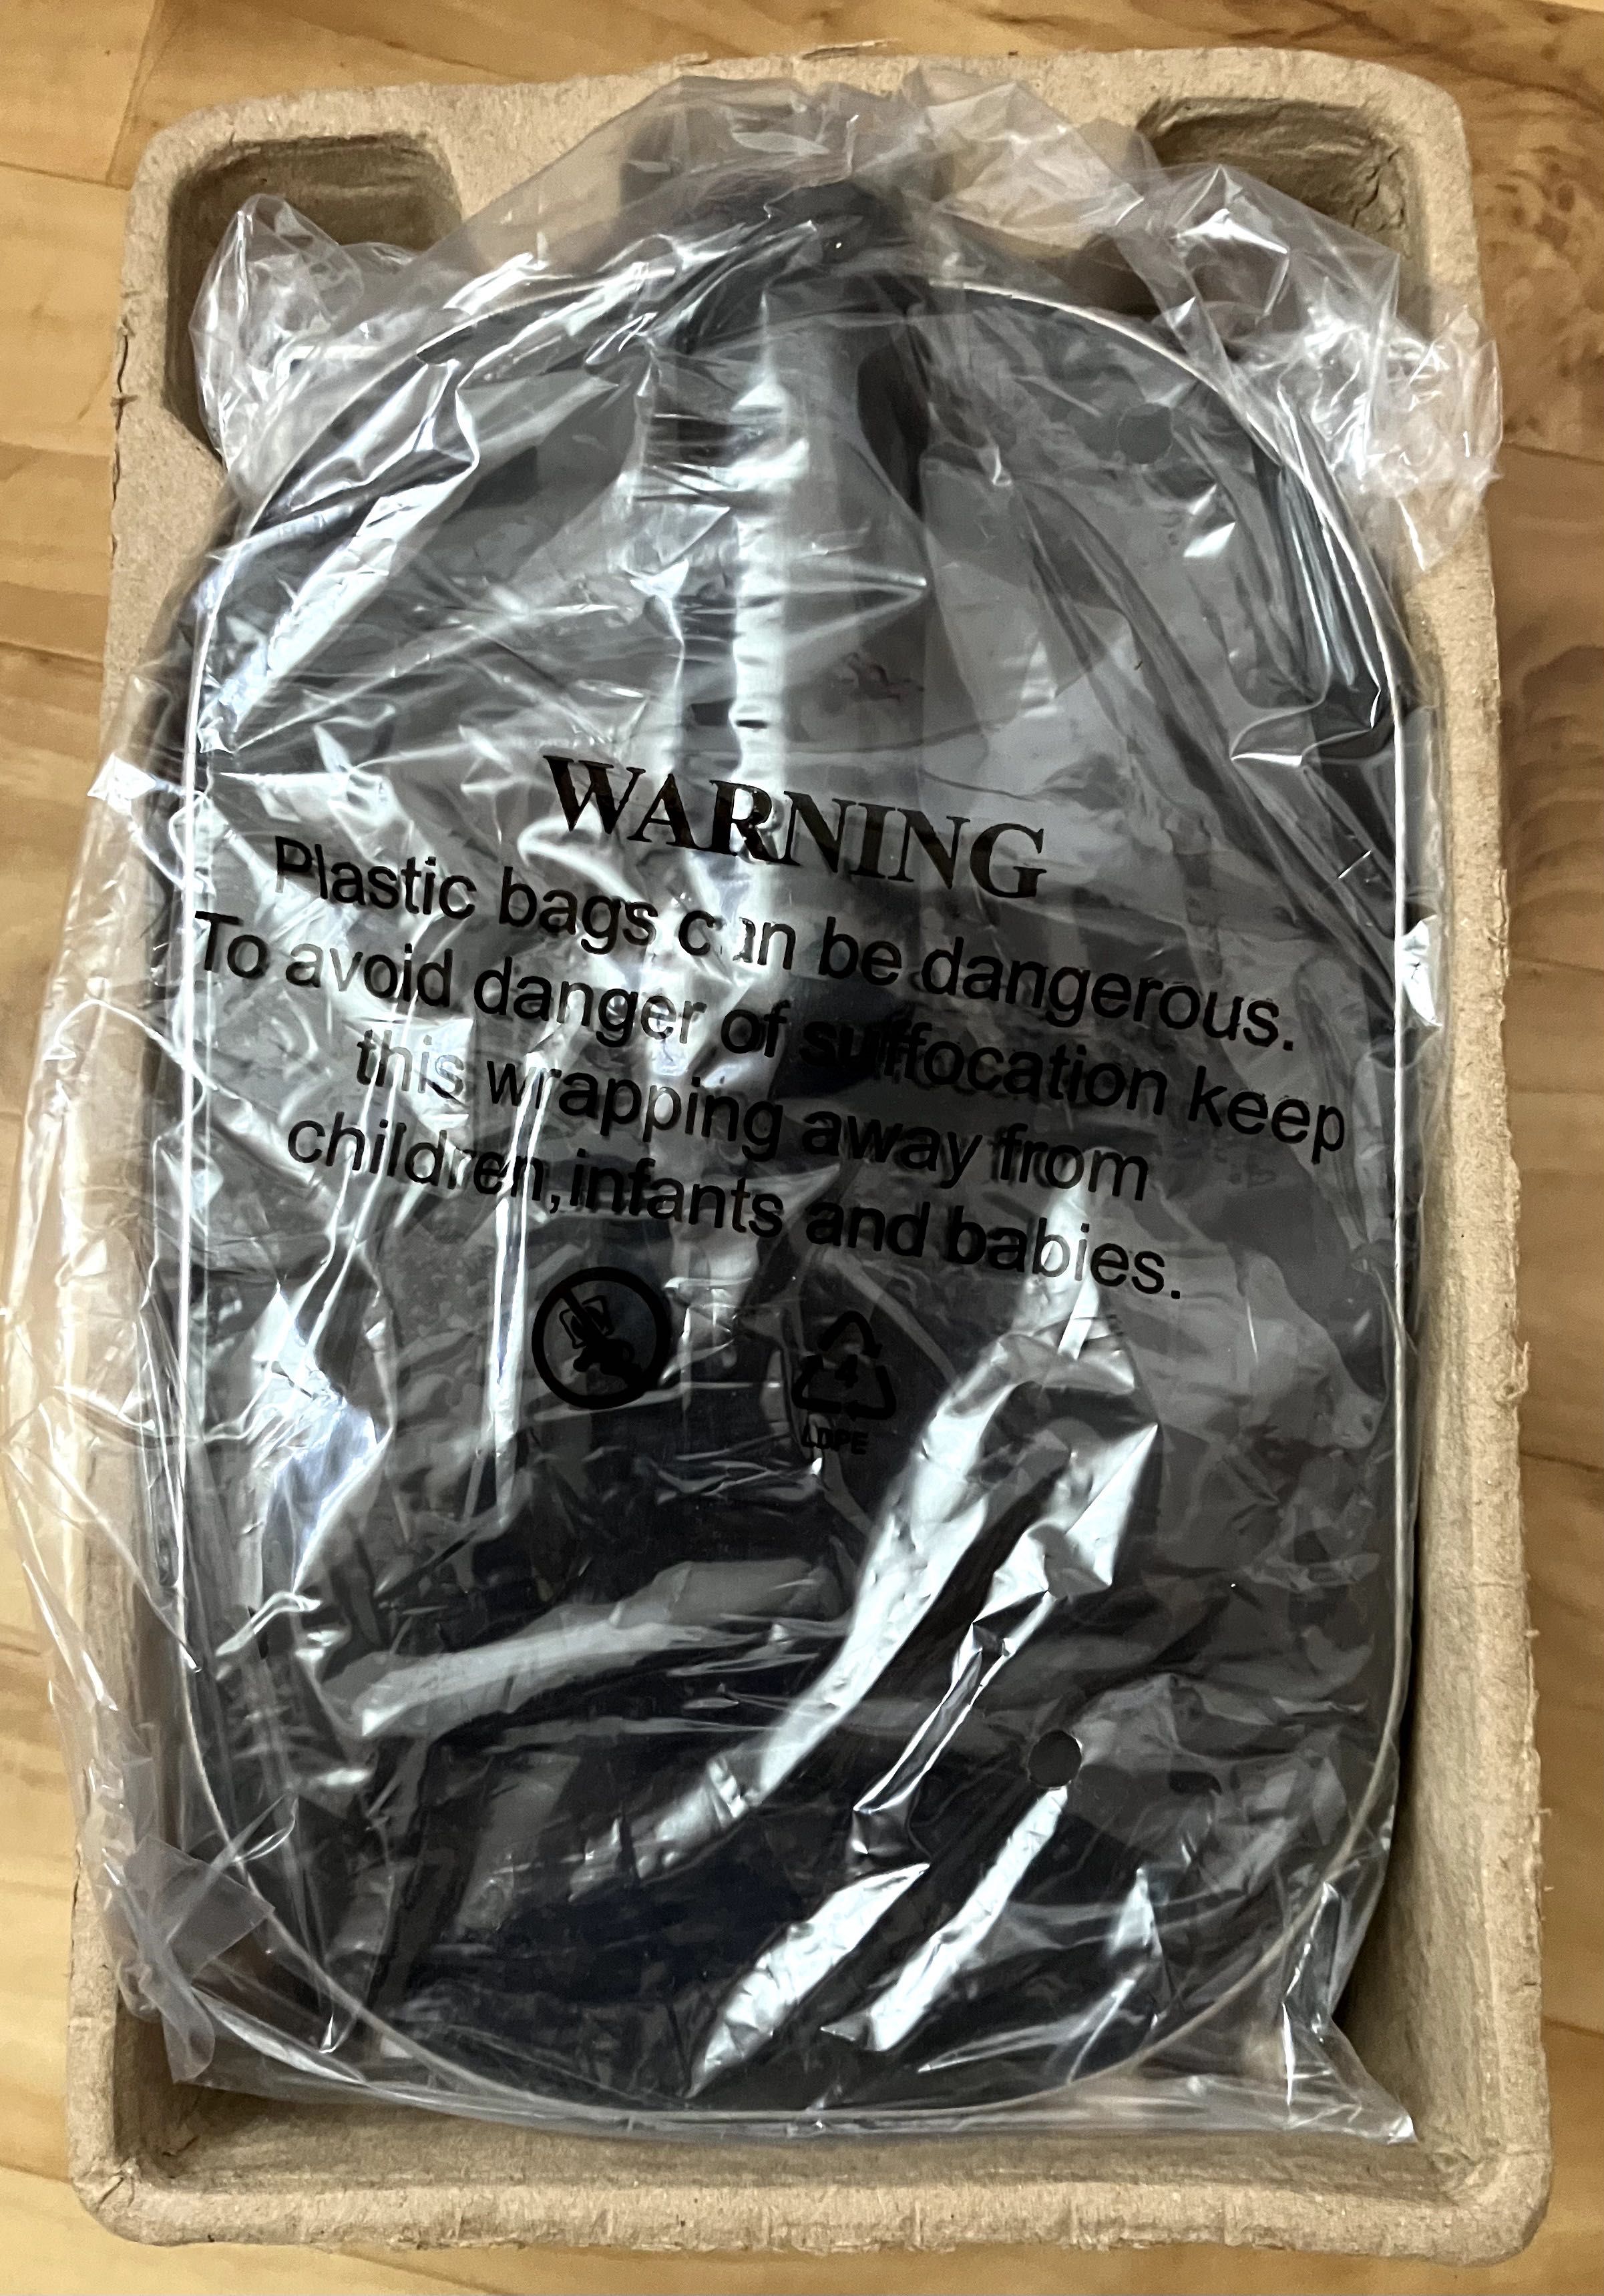 WARNING
Plastic bags can be dangerous.
To avoid danger of suffocation keep
this wrapping away from
children,infants and babies.
4
LDPE